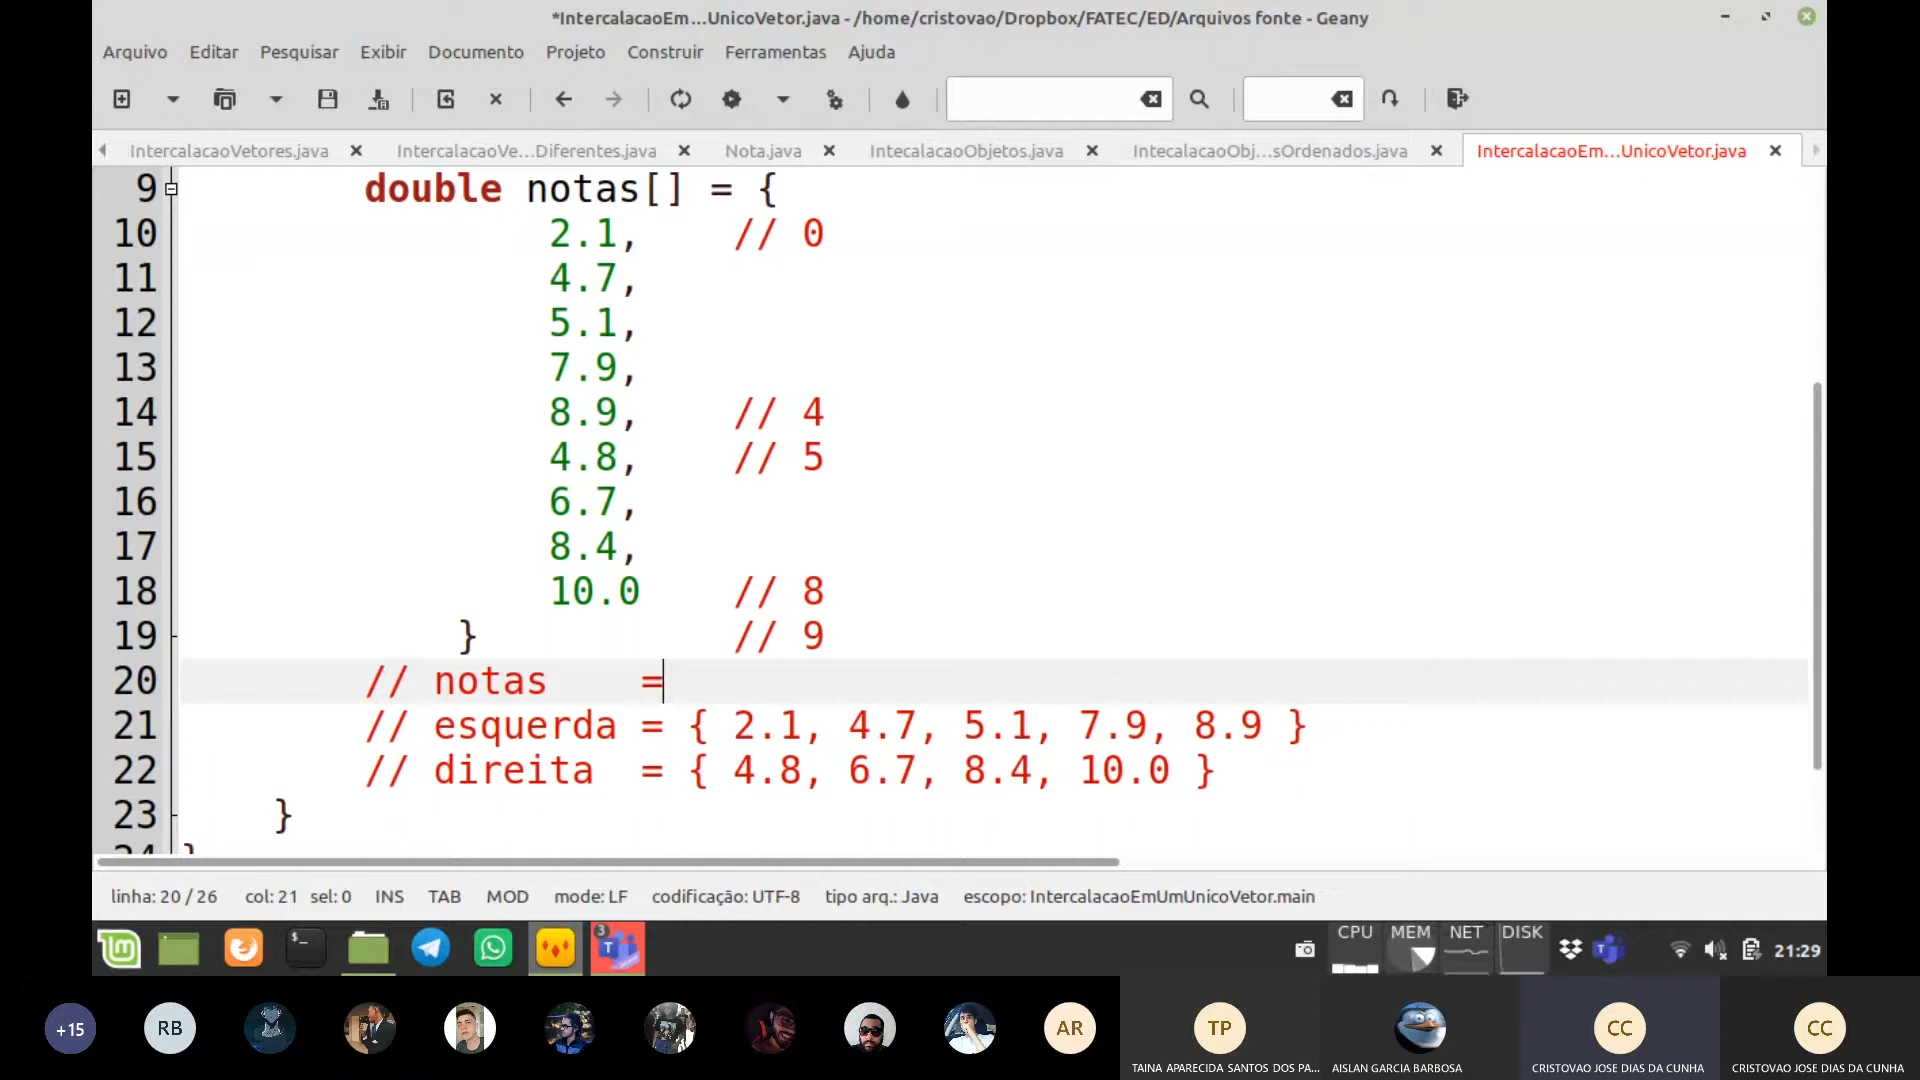 *IntercalacaoEm...UnicoVetor.java - /home/cristovao/Dropbox/FATEC/ED/Arquivos fonte - Geany
Arquivo Editar Pesquisar Exibir Documento Projeto Construir Ferramentas Ajuda
IntercalacaoVetores.java IntercalacaoVe...Diferentes.java Nota.java IntecalacaoObjetos.java IntecalacaoObj...sOrdenados.java IntercalacaoEm...UnicoVetor.java
9 double notas[] = {
10 2.1, // 0
11 4.7,
12 5.1,
13 7.9,
14 8.9, // 4
15 4.8, // 5
16 6.7,
17 8.4,
18 10.0 // 8
19 } // 9
20 // notas =
21 // esquerda = { 2.1, 4.7, 5.1, 7.9, 8.9 }
22 // direita = { 4.8, 6.7, 8.4, 10.0 }
23 }
24 }
linha: 20 / 26 col: 21 sel: 0 INS TAB MOD mode: LF codificação: UTF-8 tipo arq.: Java escopo: IntercalacaoEmUmUnicoVetor.main
3
CPU MEM NET DISK 21:29
+15 RB AR TP CC CC
TAINA APARECIDA SANTOS DOS PA... AISLAN GARCIA BARBOSA CRISTOVAO JOSE DIAS DA CUNHA CRISTOVAO JOSE DIAS DA CUNHA